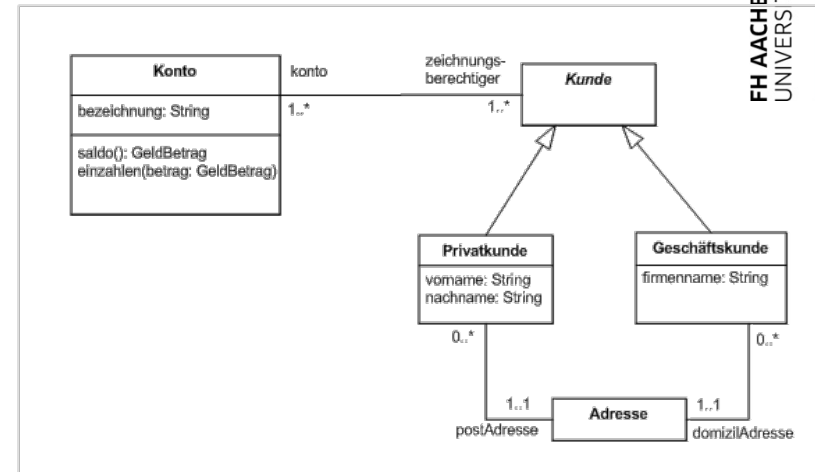 FH AACHE
UNIVERS
Konto
bezeichnung: String
saldo(): GeldBetrag
einzahlen(betrag: GeldBetrag)
konto
1..*
zeichnungs-
berechtiger
1..*
Kunde
Privatkunde
vorname: String
nachname: String
Geschäftskunde
firmenname: String
0..*
0..*
1..1
postAdresse
Adresse
1..1
domizilAdresse